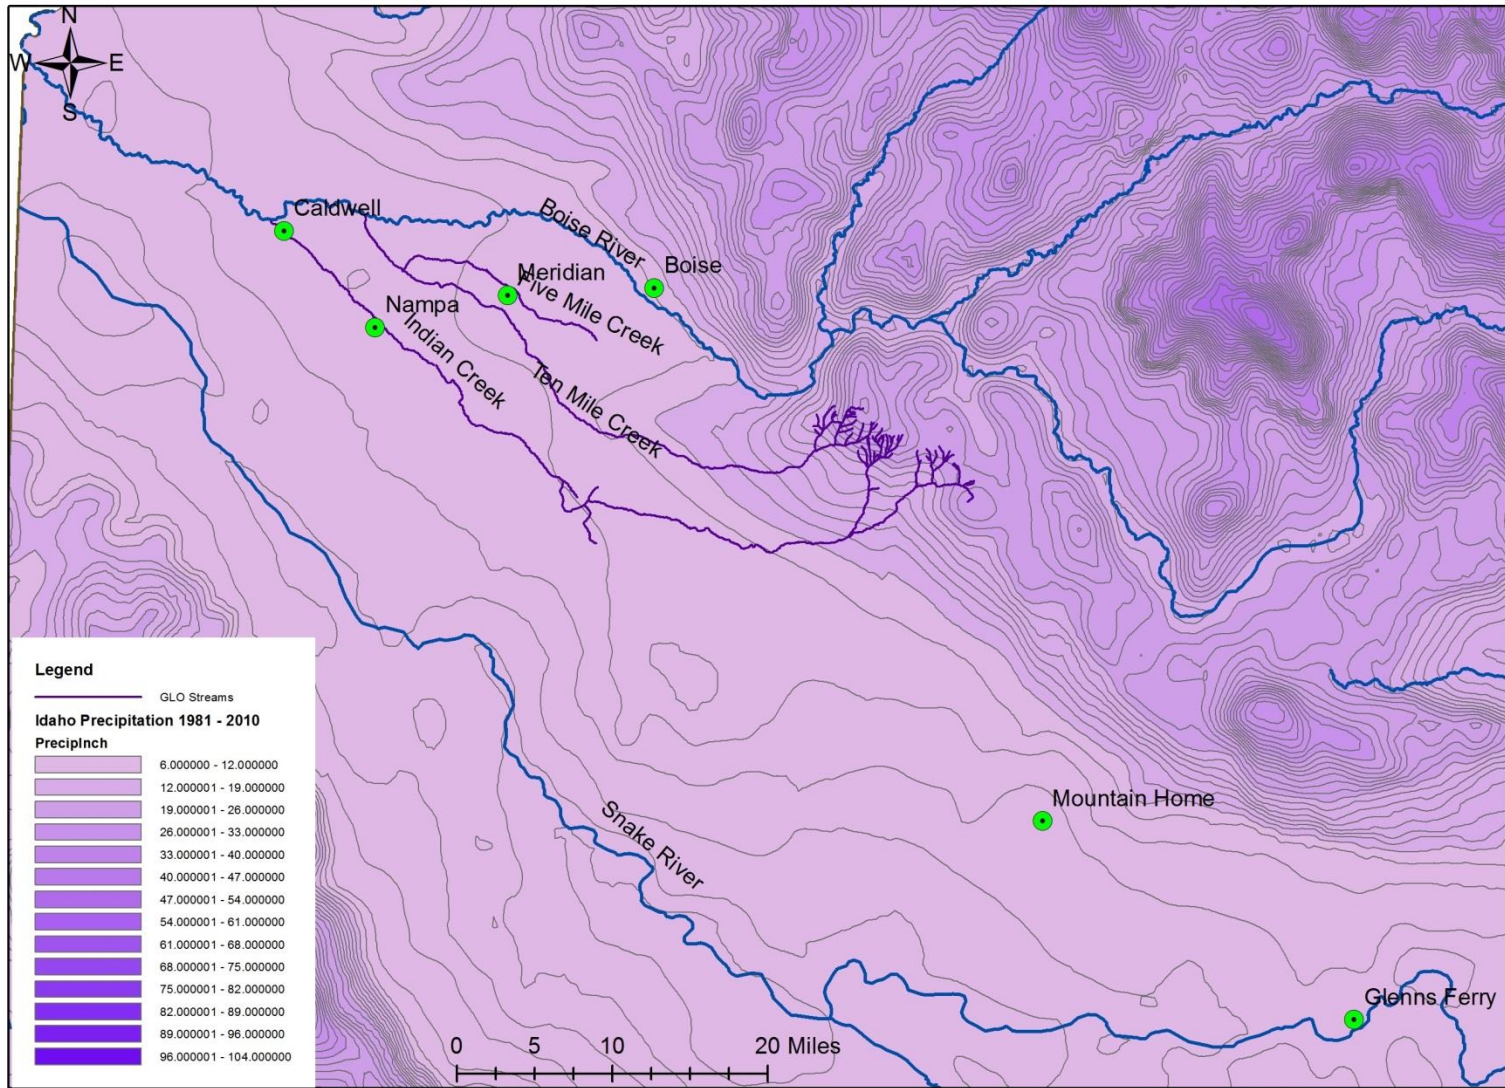 N
W E
S
Caldwell
Boise River
Boise
Meridian
Five Mile Creek
Nampa
Indian Creek
Ten Mile Creek
Legend
GLO Streams
Idaho Precipitation 1981 - 2010
PrecipInch
6.000000 - 12.000000
12.000001 - 19.000000
19.000001 - 26.000000
26.000001 - 33.000000
33.000001 - 40.000000
40.000001 - 47.000000
47.000001 - 54.000000
54.000001 - 61.000000
61.000001 - 68.000000
68.000001 - 75.000000
75.000001 - 82.000000
82.000001 - 89.000000
89.000001 - 96.000000
96.000001 - 104.000000
Mountain Home
Snake River
Glenns Ferry
0 5 10 20 Miles